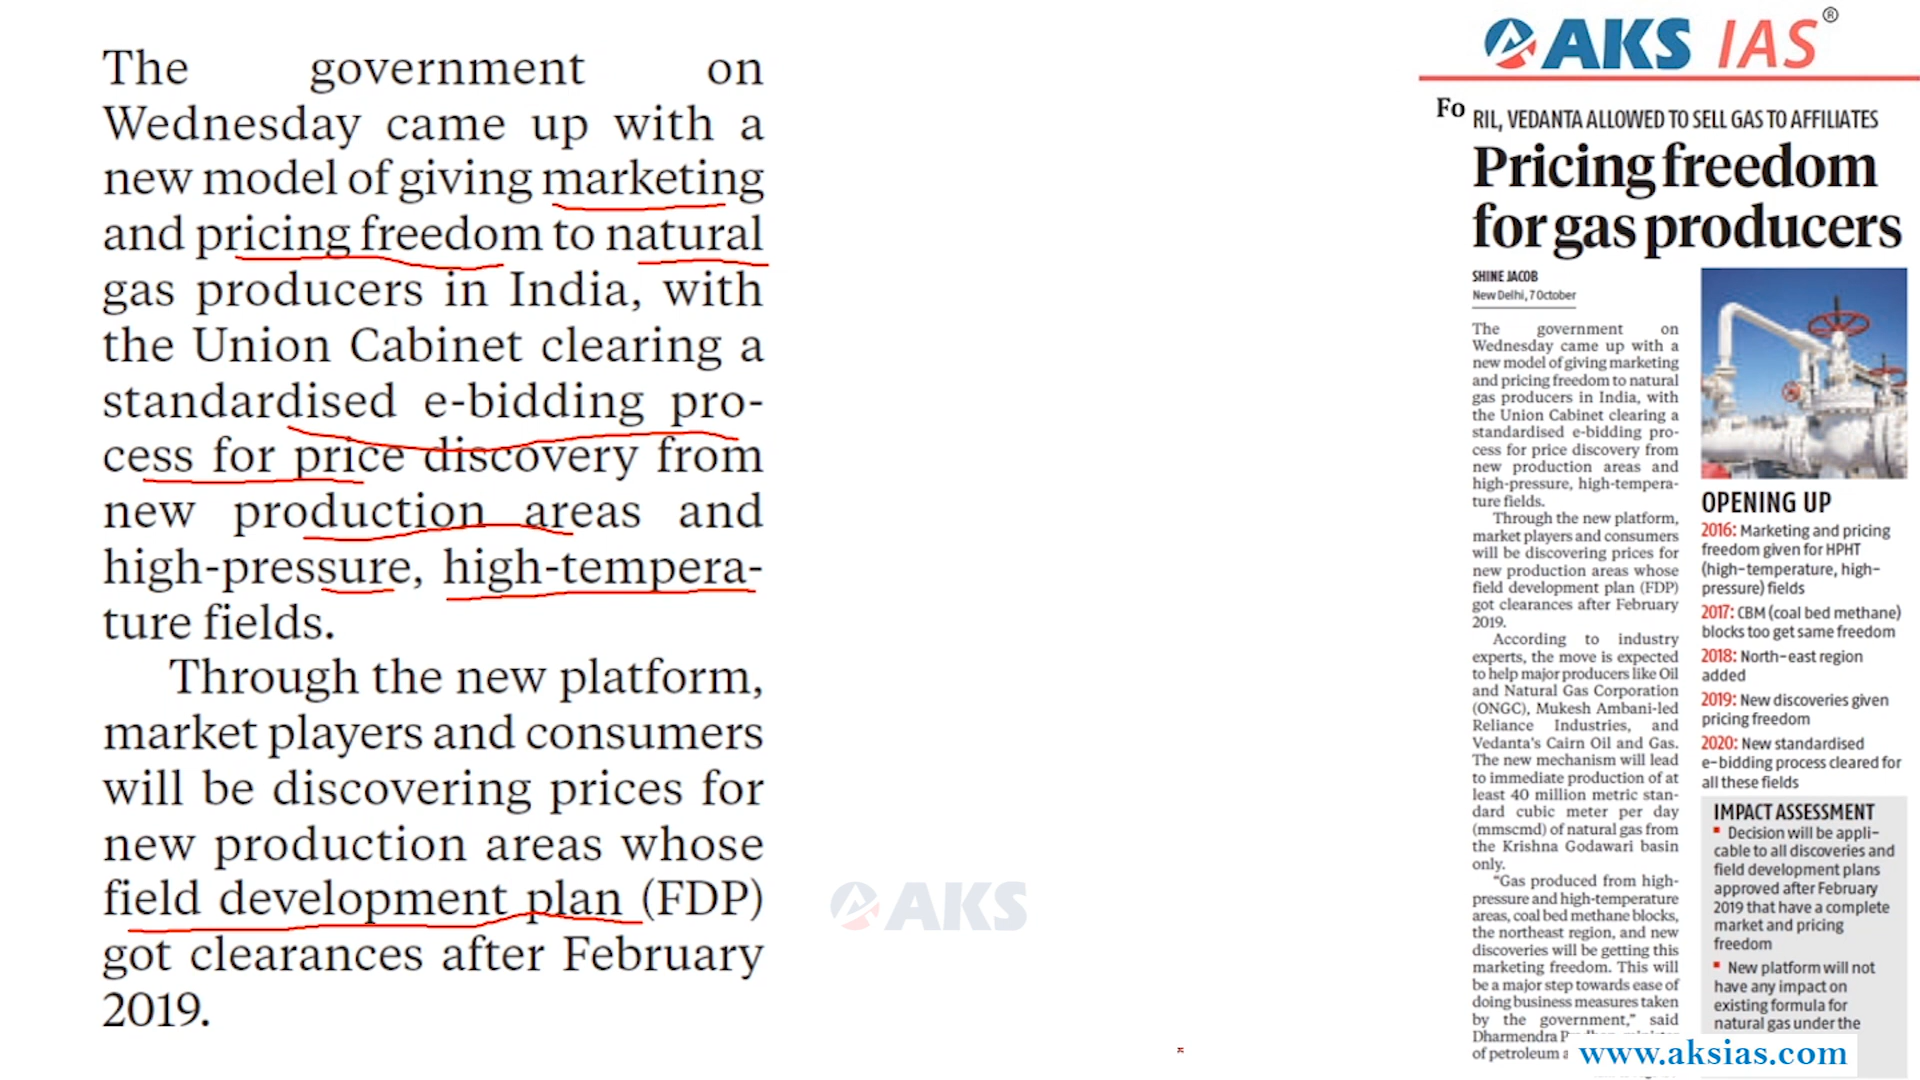 The government on
Wednesday came up with a
new model of giving marketing
and pricing freedom to natural
gas producers in India, with
the Union Cabinet clearing a
standardised e-bidding pro-
cess for price discovery from
new production areas and
high-pressure, high-tempera-
ture fields.
Through the new platform,
market players and consumers
will be discovering prices for
new production areas whose
field development plan (FDP)
got clearances after February
2019.
AKS
AKS IAS®
Fo
RIL, VEDANTA ALLOWED TO SELL GAS TO AFFILIATES
Pricing freedom
for gas producers
SHINE JACOB
New Delhi, 7 October
The government on
Wednesday came up with a
new model of giving marketing
and pricing freedom to natural
gas producers in India, with
the Union Cabinet clearing a
standardised e-bidding pro-
cess for price discovery from
new production areas and
high-pressure, high-tempera-
ture fields.
Through the new platform,
market players and consumers
will be discovering prices for
new production areas whose
field development plan (FDP)
got clearances after February
2019.
According to industry
experts, the move is expected
to help major producers like Oil
and Natural Gas Corporation
(ONGC), Mukesh Ambani-led
Reliance Industries, and
Vedanta's Cairn Oil and Gas.
The new mechanism will lead
to immediate production of at
least 40 million metric stan-
dard cubic meter per day
(mmscmd) of natural gas from
the Krishna Godawari basin
only.
“Gas produced from high-
pressure and high-temperature
areas, coal bed methane blocks,
the northeast region, and new
discoveries will be getting this
marketing freedom. This will
be a major step towards ease of
doing business measures taken
by the government,” said
Dharmendra
of petroleum
OPENING UP
2016: Marketing and pricing
freedom given for HPHT
(high-temperature, high-
pressure) fields
2017: CBM (coal bed methane)
blocks too get same freedom
2018: North-east region
added
2019: New discoveries given
pricing freedom
2020: New standardised
e-bidding process cleared for
all these fields
IMPACT ASSESSMENT
Decision will be appli-
cable to all discoveries and
field development plans
approved after February
2019 that have a complete
market and pricing
freedom
New platform will not
have any impact on
existing formula for
natural gas under the
www.aksias.com